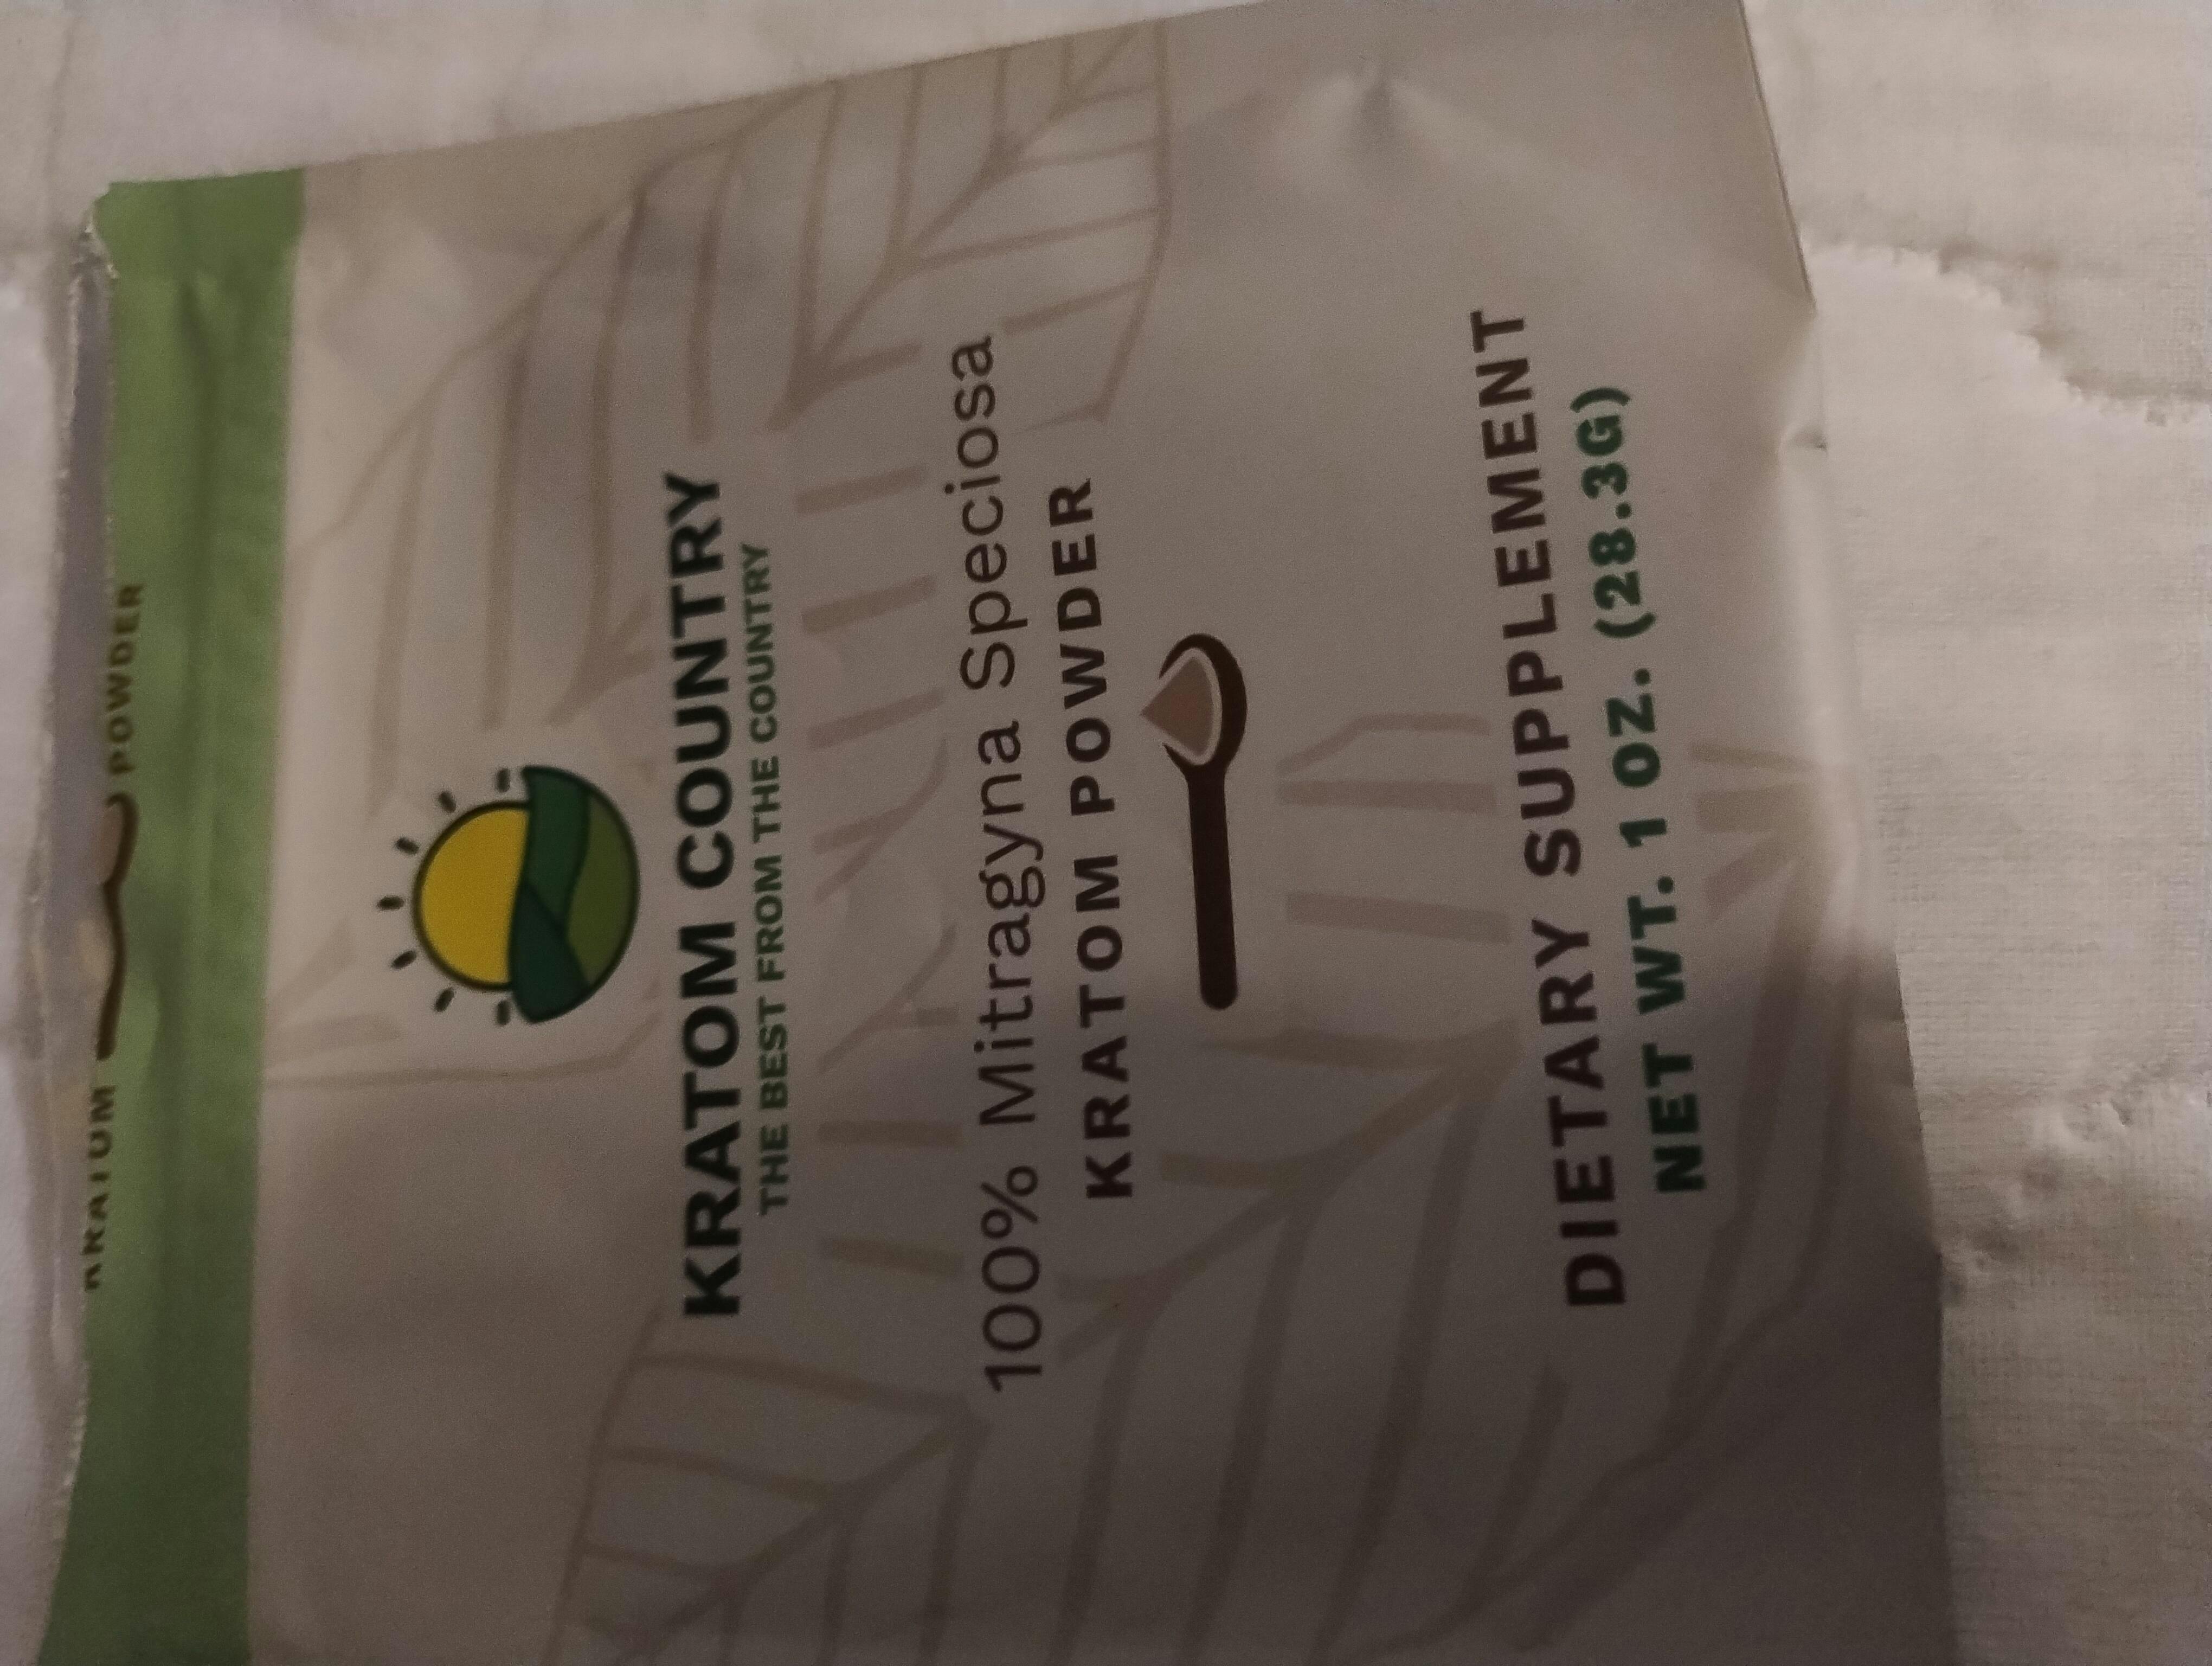 KRATOM POWDER
KRATOM COUNTRY
THE BEST FROM THE COUNTRY
100% Mitragyna Speciosa
KRATOM POWDER
DIETARY SUPPLEMENT
NET WT. 1 OZ. (28.3G)